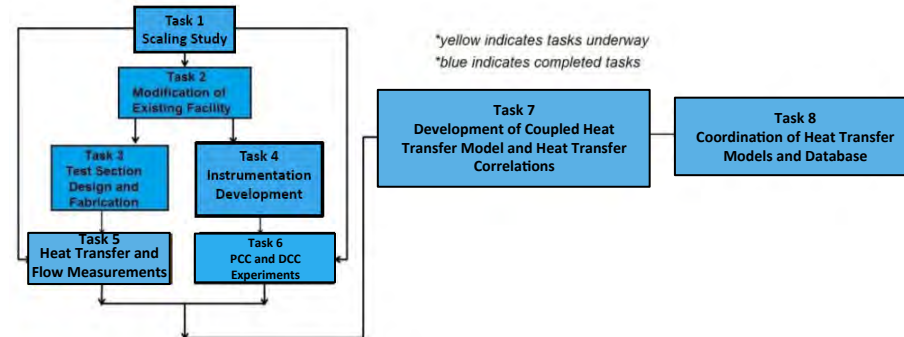 Task 1
Scaling Study
*yellow indicates tasks underway
*blue indicates completed tasks
Task 2
Modification of
Existing Facility
Task 7
Development of Coupled Heat
Transfer Model and Heat Transfer
Correlations
Task 8
Coordination of Heat Transfer
Models and Database
Task 3
Test Section
Design and
Fabrication
Task 4
Instrumentation
Development
Task 5
Heat Transfer and
Flow Measurements
Task 6
PCC and DCC
Experiments